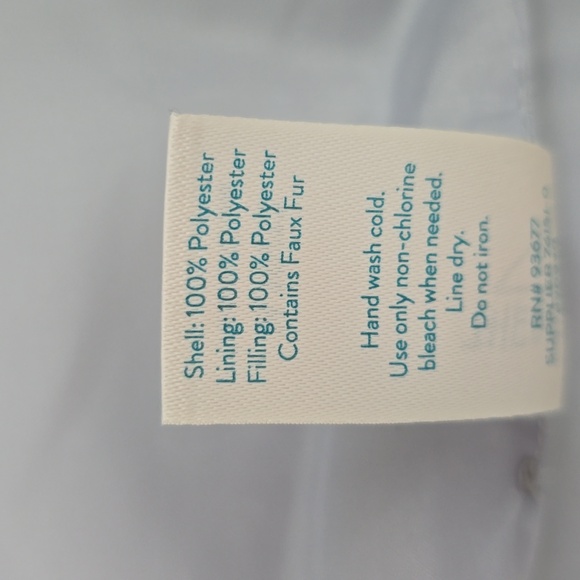 Shell: 100% Polyester
Lining: 100% Polyester
Filling: 100% Polyester
Contains Faux Fur
Hand wash cold.
Use only non-chlorine
bleach when needed.
Line dry.
Do not iron.
RN# 93677
SUPPLIER